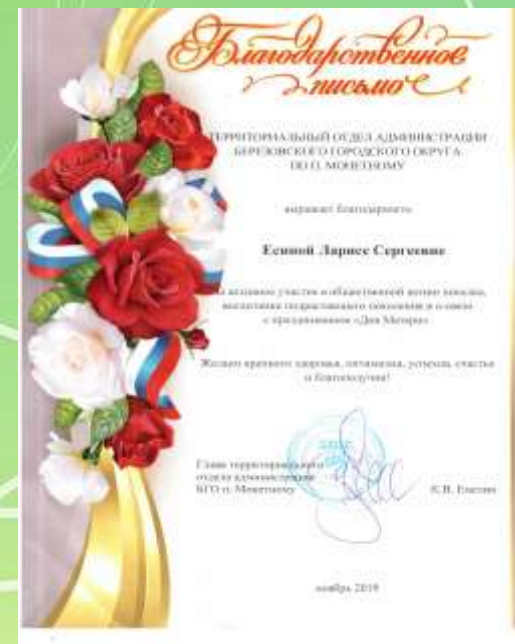 Благодарственное
письмо
ТЕРРИТОРИАЛЬНЫЙ ОТДЕЛ АДМИНИСТРАЦИИ
БЕРЕЗОВСКОГО ГОРОДСКОГО ОКРУГА
ПО П. МОНЕТНОМУ
выражает благодарность
Есиной Ларисе Сергеевне
за активное участие в общественной жизни поселка,
воспитание подрастающего поколения и в связи
с празднованием «Дня Матери»
Желаем крепкого здоровья, оптимизма, успехов, счастья
и благополучия!
Глава территориального
отдела администрации
БГО п. Монетному
К.В.
ноябрь 2019